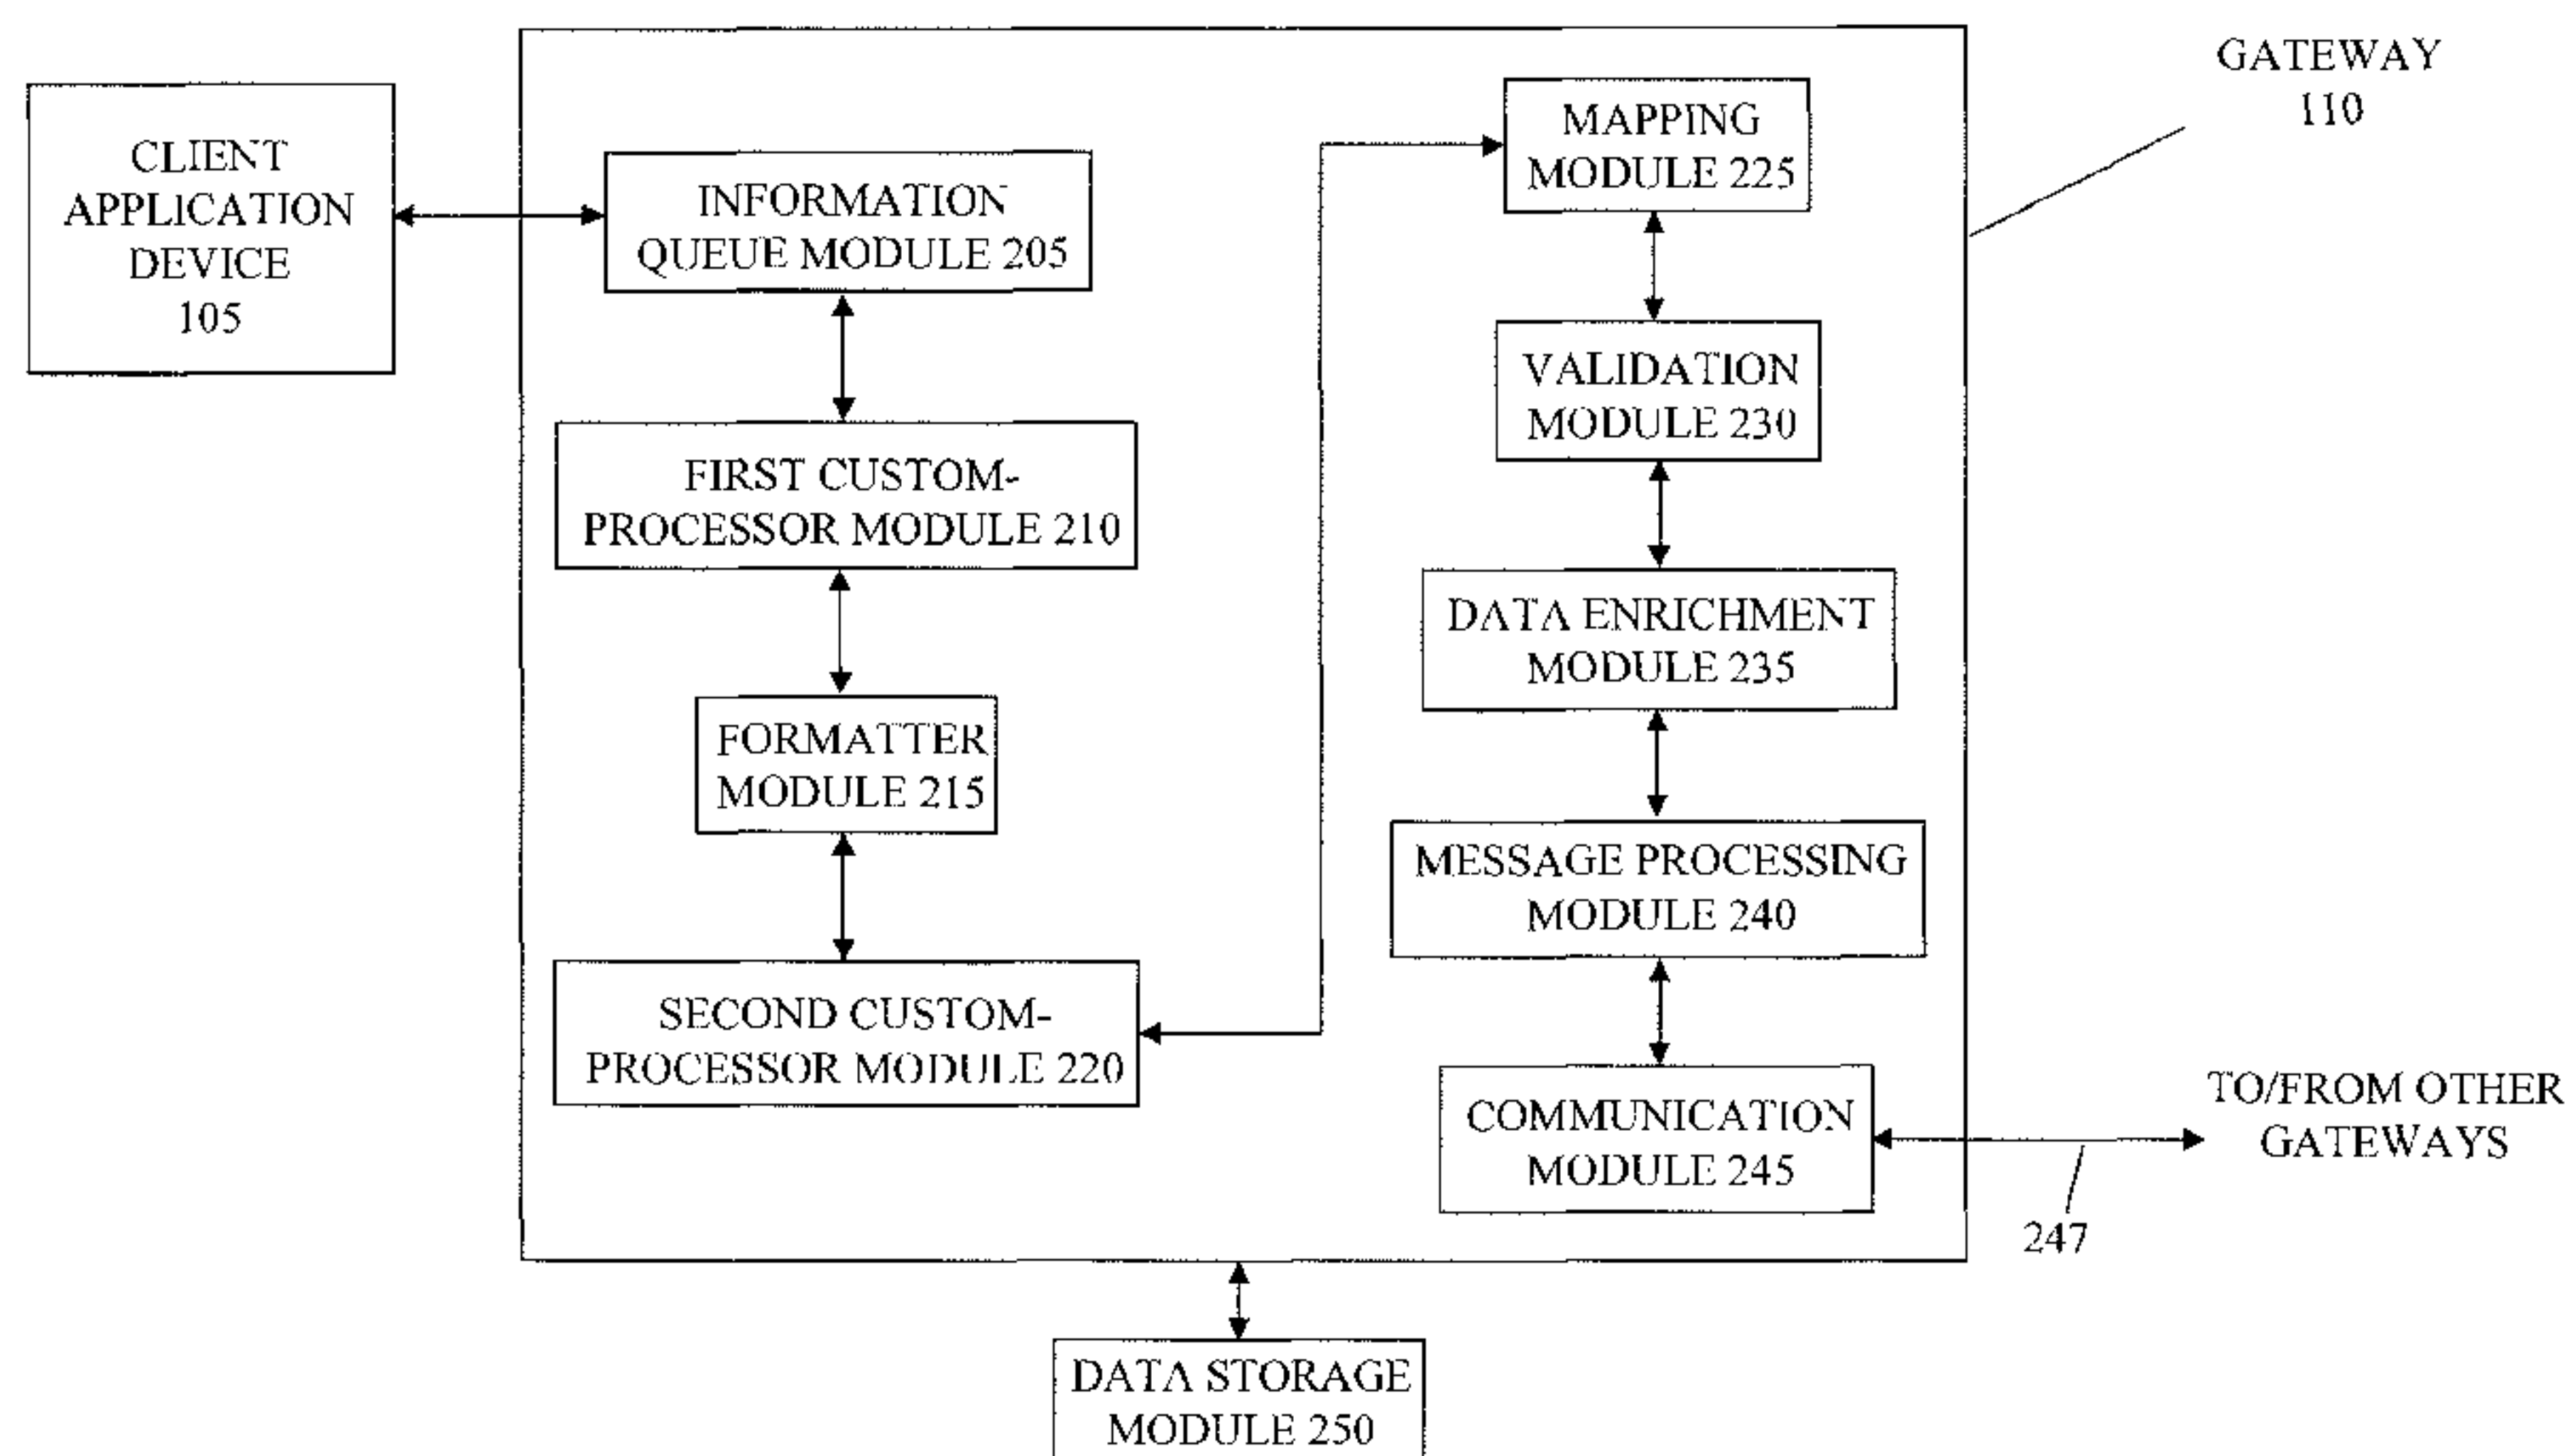 CLIENT
APPLICATION
DEVICE
105
INFORMATION
QUEUE MODULE 205
FIRST CUSTOM-
PROCESSOR MODULE 210
FORMATTER
MODULE 215
SECOND CUSTOM-
PROCESSOR MODULE 220
MAPPING
MODULE 225
VALIDATION
MODULE 230
DATA ENRICHMENT
MODULE 235
MESSAGE PROCESSING
MODULE 240
COMMUNICATION
MODULE 245
GATEWAY
110
TO/FROM OTHER
GATEWAYS
247
DATA STORAGE
MODULE 250